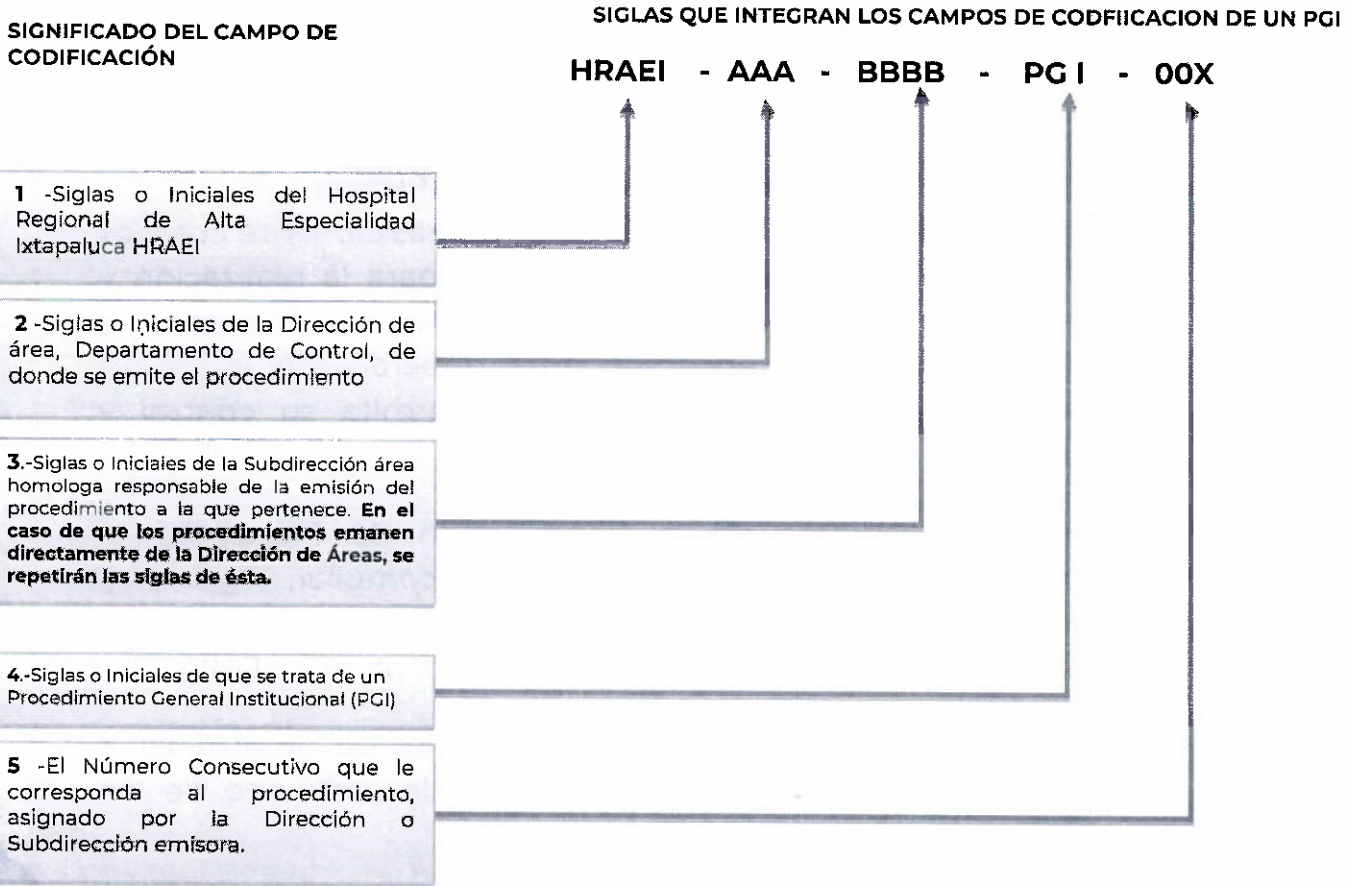 SIGNIFICADO DEL CAMPO DE
CODIFICACIÓN
SIGLAS QUE INTEGRAN LOS CAMPOS DE CODFIICACION DE UN PGI
HRAEI - AAA - BBBB - PG I - 00X
1 -Siglas o Iniciales del Hospital
Regional de Alta Especialidad
Ixtapaluca HRAEI
2 -Siglas o Iniciales de la Dirección de
área, Departamento de Control, de
donde se emite el procedimiento
3.-Siglas o Iniciales de la Subdirección área
homologa responsable de la emisión del
procedimiento a la que pertenece. En el
caso de que los procedimientos emanen
directamente de la Dirección de Áreas, se
repetirán las siglas de ésta.
4.-Siglas o Iniciales de que se trata de un
Procedimiento General Institucional (PGI)
5 -El Número Consecutivo que le
corresponda al procedimiento,
asignado por la Dirección o
Subdirección emisora.